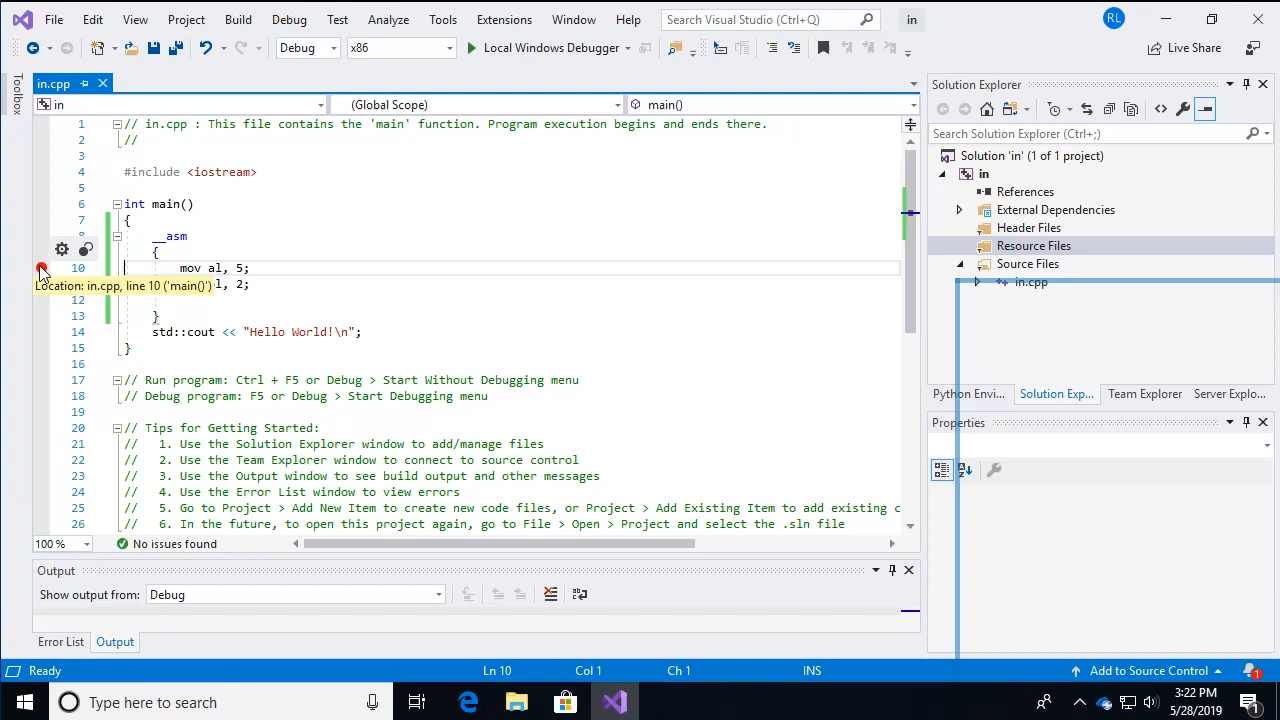 File Edit View Project Build Debug Test Analyze Tools Extensions Window Help Search Visual Studio (Ctrl+Q) in RL
Debug x86 Local Windows Debugger Live Share
Toolbox
in.cpp
in (Global Scope) main()
1 // in.cpp : This file contains the 'main' function. Program execution begins and ends there.
2 //
3
4 #include <iostream>
5
6 int main()
7 {
8 __asm
{
10 mov al, 5;
Location: in.cpp, line 10 ('main()') l, 2;
12
13 }
14 std::cout << "Hello World!\n";
15 }
16
17 // Run program: Ctrl + F5 or Debug > Start Without Debugging menu
18 // Debug program: F5 or Debug > Start Debugging menu
19
20 // Tips for Getting Started:
21 // 1. Use the Solution Explorer window to add/manage files
22 // 2. Use the Team Explorer window to connect to source control
23 // 3. Use the Output window to see build output and other messages
24 // 4. Use the Error List window to view errors
25 // 5. Go to Project > Add New Item to create new code files, or Project > Add Existing Item to add existing c
26 // 6. In the future, to open this project again, go to File > Open > Project and select the .sln file
100 % No issues found
Output
Show output from: Debug
Error List Output
Solution Explorer
Search Solution Explorer (Ctrl+;)
Solution 'in' (1 of 1 project)
in
References
External Dependencies
Header Files
Resource Files
Source Files
in.cpp
Python Envi... Solution Exp... Team Explorer Server Explo...
Properties
Ready Ln 10 Col 1 Ch 1 INS Add to Source Control 1
Type here to search
3:22 PM
5/28/2019
1